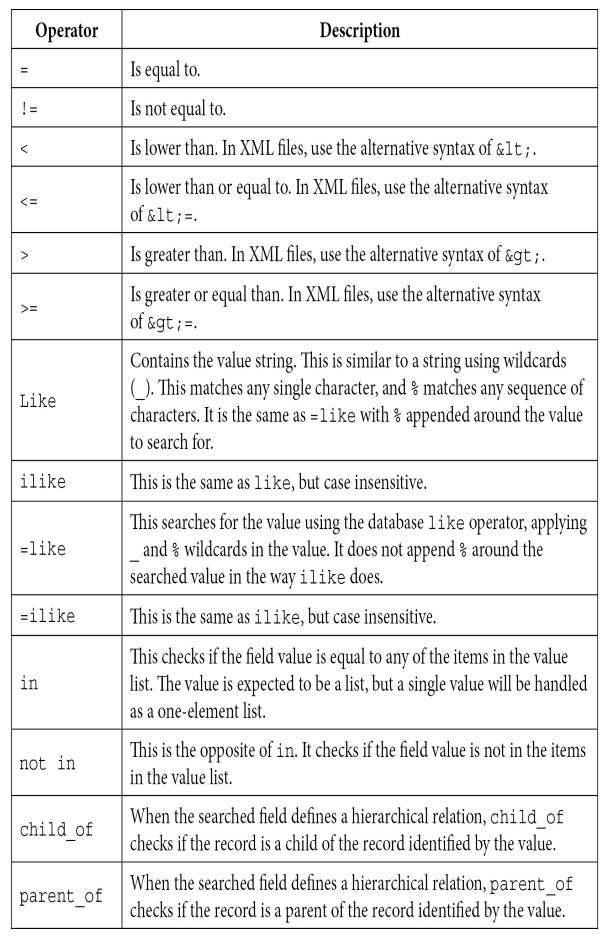 Operator Description
= Is equal to.
!= Is not equal to.
< Is lower than. In XML files, use the alternative syntax of &lt;.
<= Is lower than or equal to. In XML files, use the alternative syntax
of &lt;=.
> Is greater than. In XML files, use the alternative syntax of &gt;.
>= Is greater or equal than. In XML files, use the alternative syntax
of &gt;=.
Like Contains the value string. This is similar to a string using wildcards
(_). This matches any single character, and % matches any sequence of
characters. It is the same as =like with % appended around the value
to search for.
ilike This is the same as like, but case insensitive.
=like This searches for the value using the database like operator, applying
_ and % wildcards in the value. It does not append % around the
searched value in the way ilike does.
=ilike This is the same as ilike, but case insensitive.
in This checks if the field value is equal to any of the items in the value
list. The value is expected to be a list, but a single value will be handled
as a one-element list.
not in This is the opposite of in. It checks if the field value is not in the items
in the value list.
child_of When the searched field defines a hierarchical relation, child_of
checks if the record is a child of the record identified by the value.
parent_of When the searched field defines a hierarchical relation, parent_of
checks if the record is a parent of the record identified by the value.